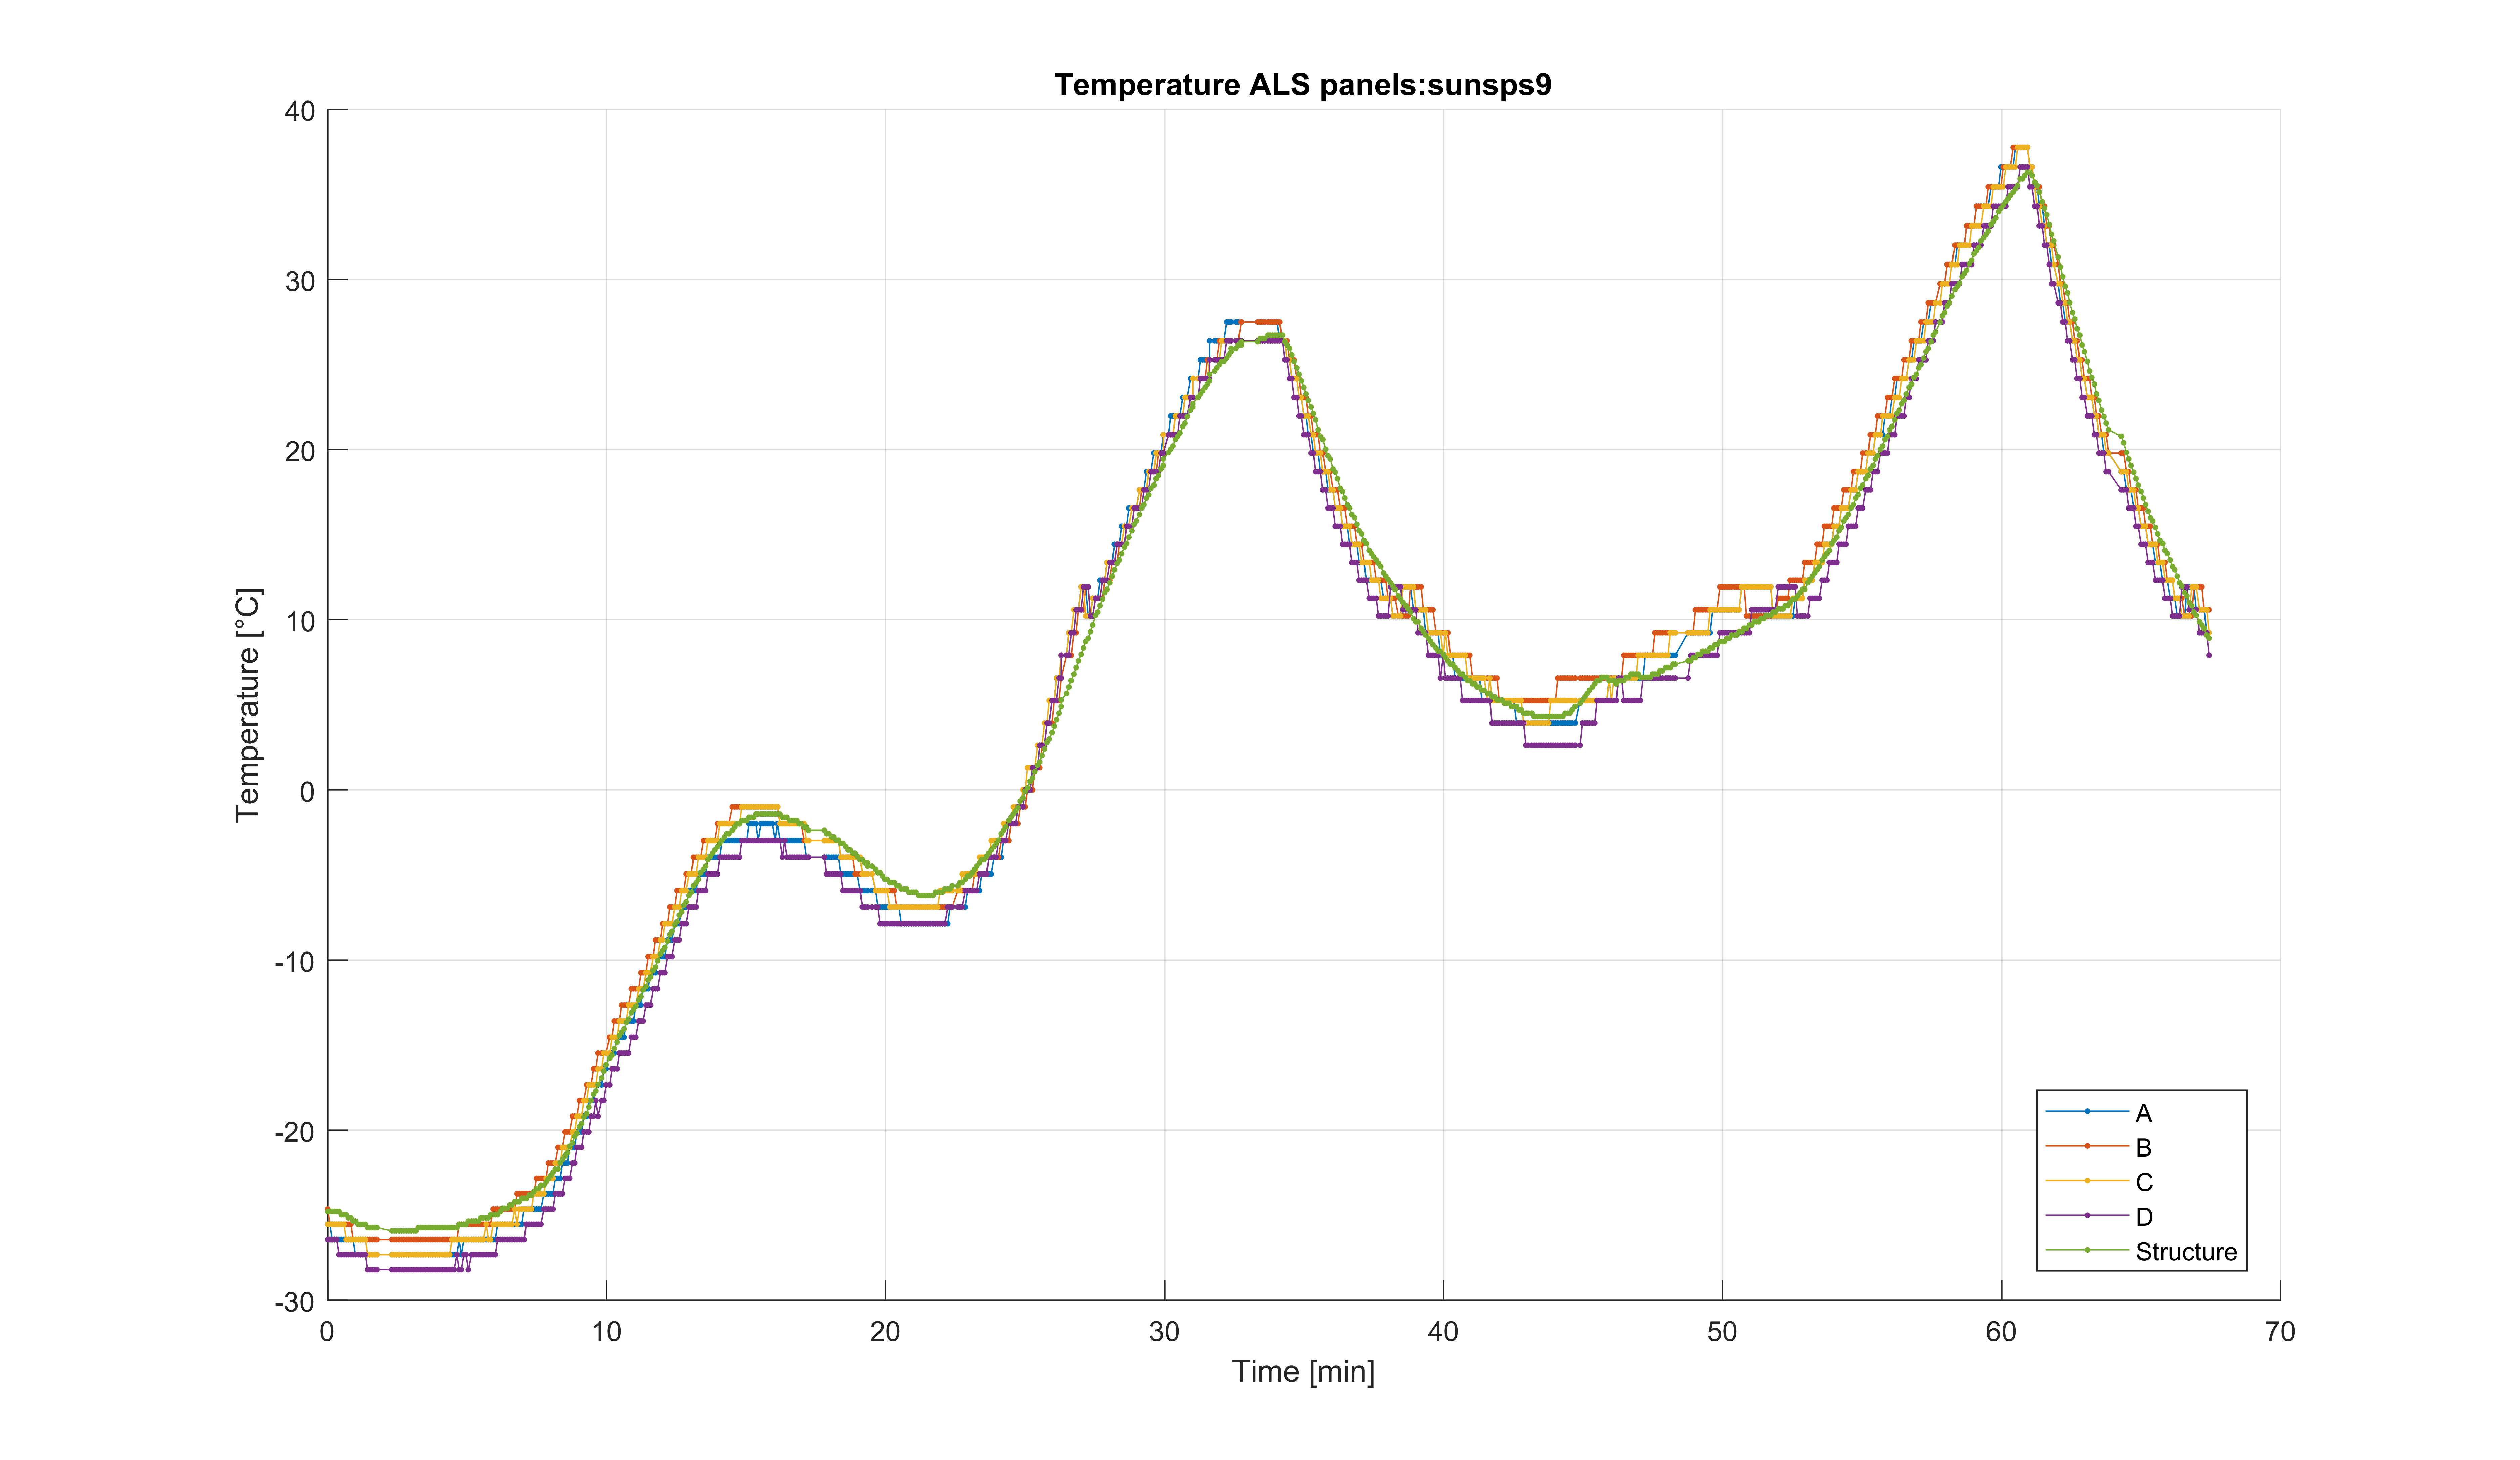 Temperature ALS panels:sunsps9
Temperature [°C]
40
30
20
10
0
-10
-20
-30
0 10 20 30 40 50 60 70
Time [min]
A
B
C
D
Structure